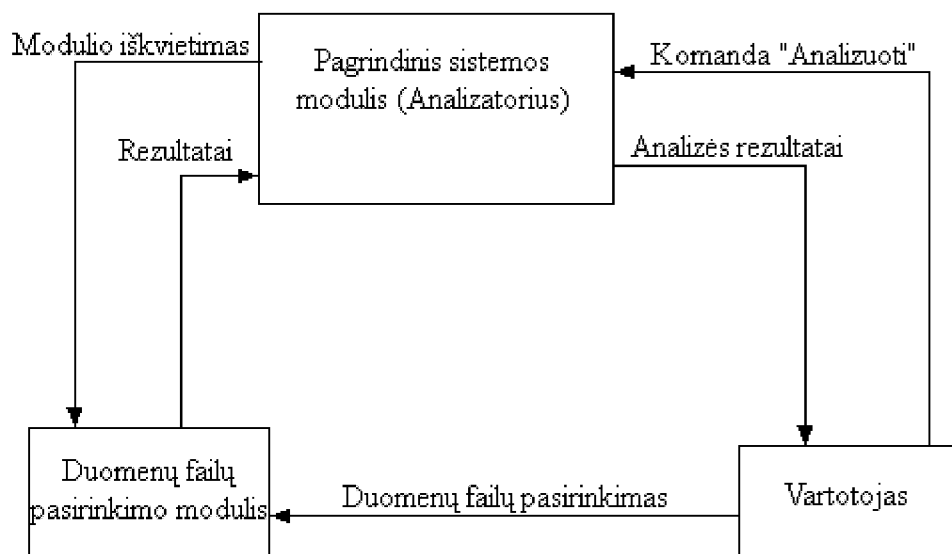 Modulio iškvietimas
Pagrindinis sistemos
modulis (Analizatorius)
Komanda "Analizuoti"
Rezultatai
Analizės rezultatai
Duomenų failų
pasirinkimo modulis
Duomenų failų pasirinkimas
Vartotojas